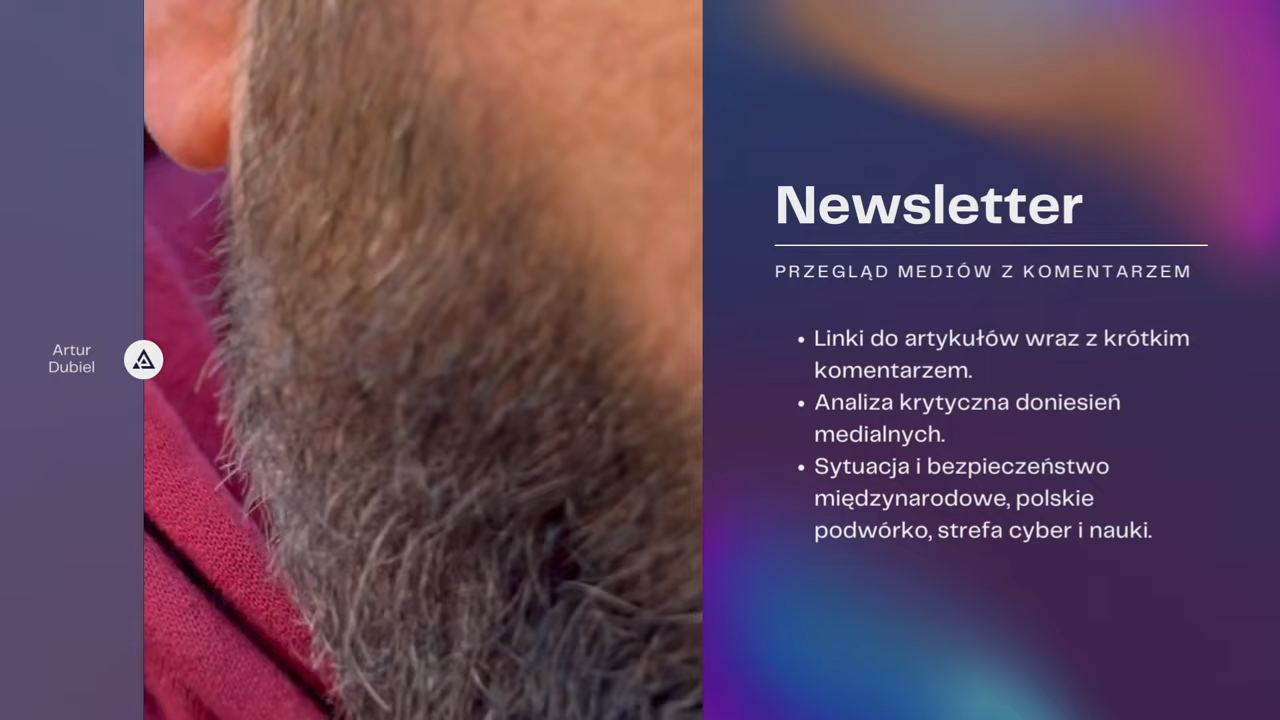 Artur
Dubiel
Newsletter
PRZEGLĄD MEDIÓW Z KOMENTARZEM
• Linki do artykułów wraz z krótkim
komentarzem.
• Analiza krytyczna doniesień
medialnych.
• Sytuacja i bezpieczeństwo
międzynarodowe, polskie
podwórko, strefa cyber i nauki.